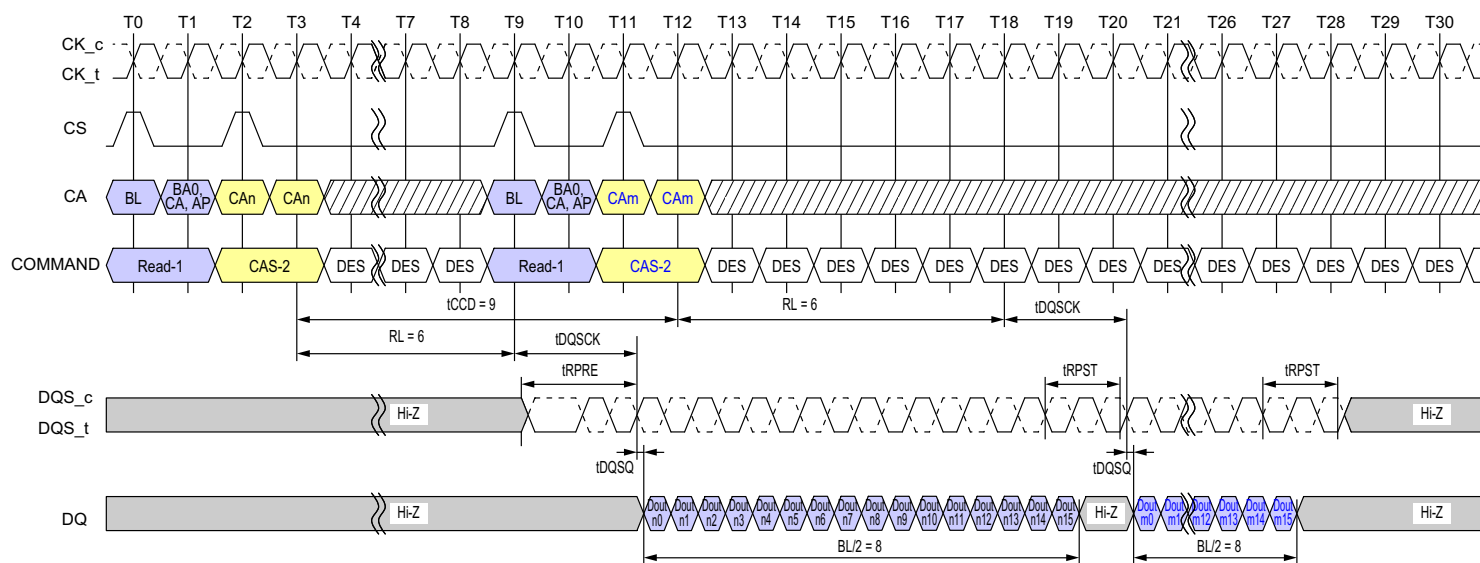 T0 T1 T2 T3 T4 T7 T8 T9 T10 T11 T12 T13 T14 T15 T16 T17 T18 T19 T20 T21 T26 T27 T28 T29 T30
CK_c
CK_t
CS
CA
BL BA0, CA, AP CAn CAn BL BA0, CA, AP CAm CAm
COMMAND
Read-1 CAS-2 DES DES DES Read-1 CAS-2 DES DES DES DES DES DES DES DES DES DES DES DES DES DES
tCCD = 9 RL = 6 tDQSCK
RL = 6 tDQSCK
tRPRE tRPST tRPST
DQS_c
DQS_t
Hi-Z Hi-Z
tDQSQ tDQSQ
DQ
Hi-Z Dout n0 Dout n1 Dout n2 Dout n3 Dout n4 Dout n5 Dout n6 Dout n7 Dout n8 Dout n9 Dout n10 Dout n11 Dout n12 Dout n13 Dout n14 Dout n15 Hi-Z Dout m0 Dout m1 Dout m12 Dout m13 Dout m14 Dout m15 Hi-Z
BL/2 = 8 BL/2 = 8